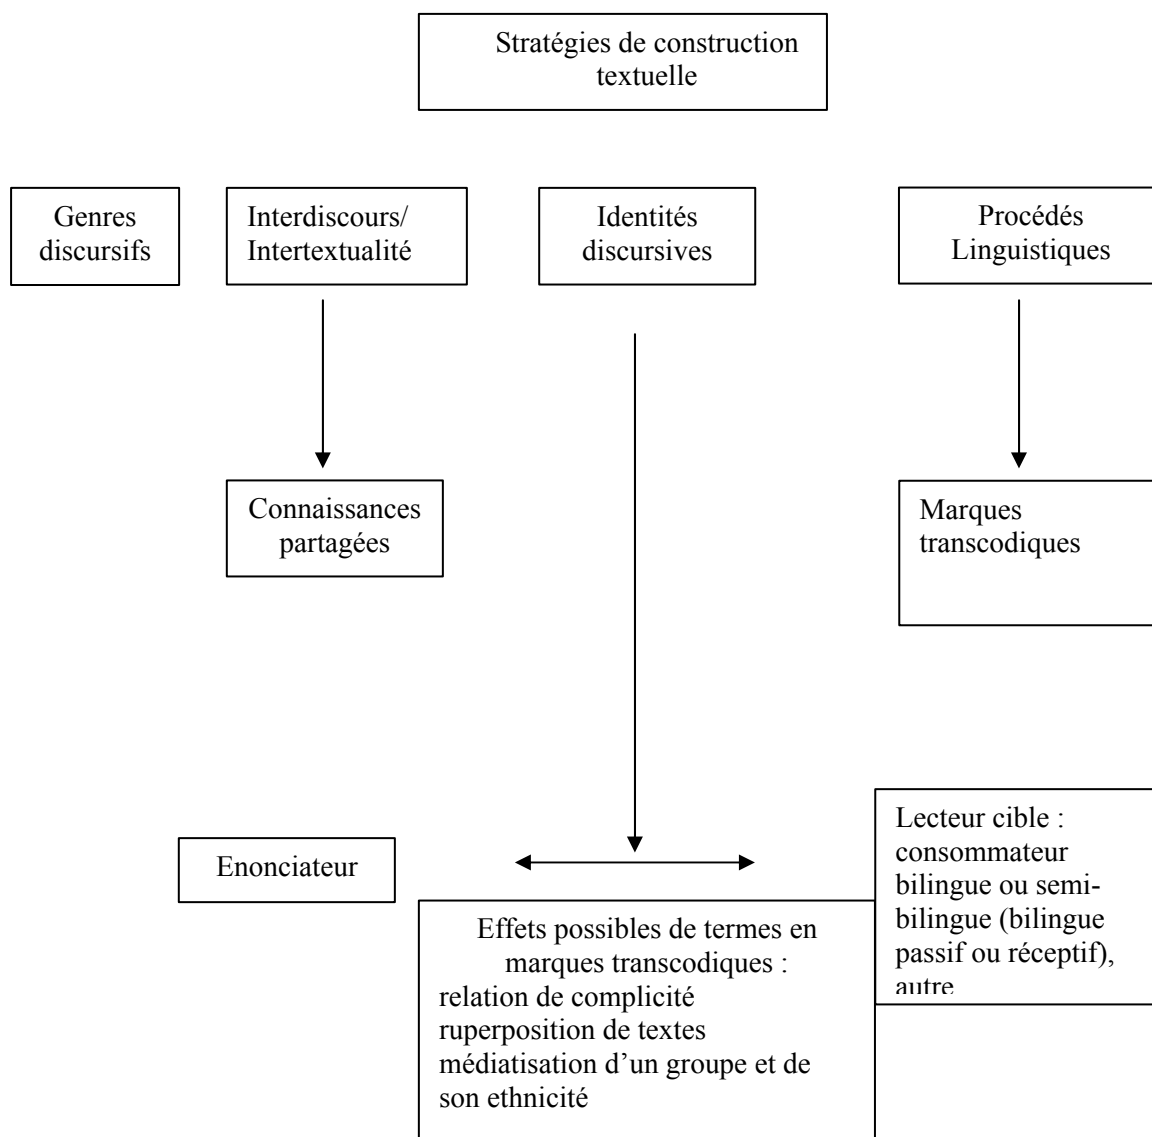 Stratégies de construction
textuelle
Genres
discursifs
Interdiscours/
Intertextualité
Identités
discursives
Procédés
Linguistiques
Connaissances
partagées
Marques
transcodiques
Enonciateur
Lecteur cible :
consommateur
bilingue ou semi-
bilingue (bilingue
passif ou réceptif),
autre
Effets possibles de termes en
marques transcodiques :
relation de complicité
ruperposition de textes
médiatisation d’un groupe et de
son ethnicité